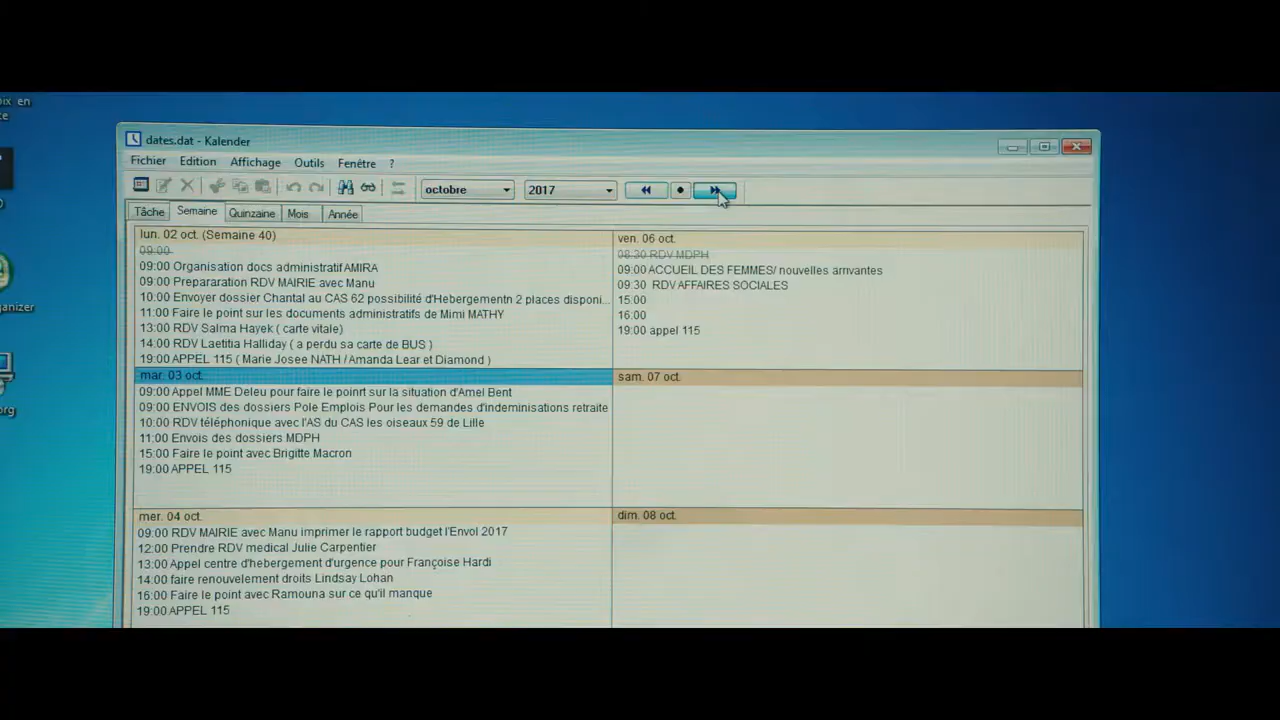 dates.dat - Kalender
Fichier Edition Affichage Outils Fenêtre ?
octobre 2017
Tâche Semaine Quinzaine Mois Année
lun. 02 oct. (Semaine 40)
09:00
09:00 Organisation docs administratif AMIRA
09:00 Prepararation RDV MAIRIE avec Manu
10:00 Envoyer dossier Chantal au CAS 62 possibilité d'Hebergementn 2 places disponi...
11:00 Faire le point sur les documents administratifs de Mimi MATHY
13:00 RDV Salma Hayek ( carte vitale)
14:00 RDV Laetitia Halliday ( a perdu sa carte de BUS )
19:00 APPEL 115 ( Marie Josee NATH / Amanda Lear et Diamond )
mar. 03 oct.
09:00 Appel MME Deleu pour faire le poinrt sur la situation d'Amel Bent
09:00 ENVOIS des dossiers Pole Emplois Pour les demandes d'indeminisations retraite
10:00 RDV téléphonique avec l'AS du CAS les oiseaux 59 de Lille
11:00 Envois des dossiers MDPH
15:00 Faire le point avec Brigitte Macron
19:00 APPEL 115
mer. 04 oct.
09:00 RDV MAIRIE avec Manu imprimer le rapport budget l'Envol 2017
12:00 Prendre RDV medical Julie Carpentier
13:00 Appel centre d'hebergement d'urgence pour Françoise Hardi
14:00 faire renouvelement droits Lindsay Lohan
16:00 Faire le point avec Ramouna sur ce qu'il manque
19:00 APPEL 115
ven. 06 oct.
08:30 RDV MDPH
09:00 ACCUEIL DES FEMMES/ nouvelles arrivantes
09:30 RDV AFFAIRES SOCIALES
15:00
16:00
19:00 appel 115
sam. 07 oct.
dim. 08 oct.